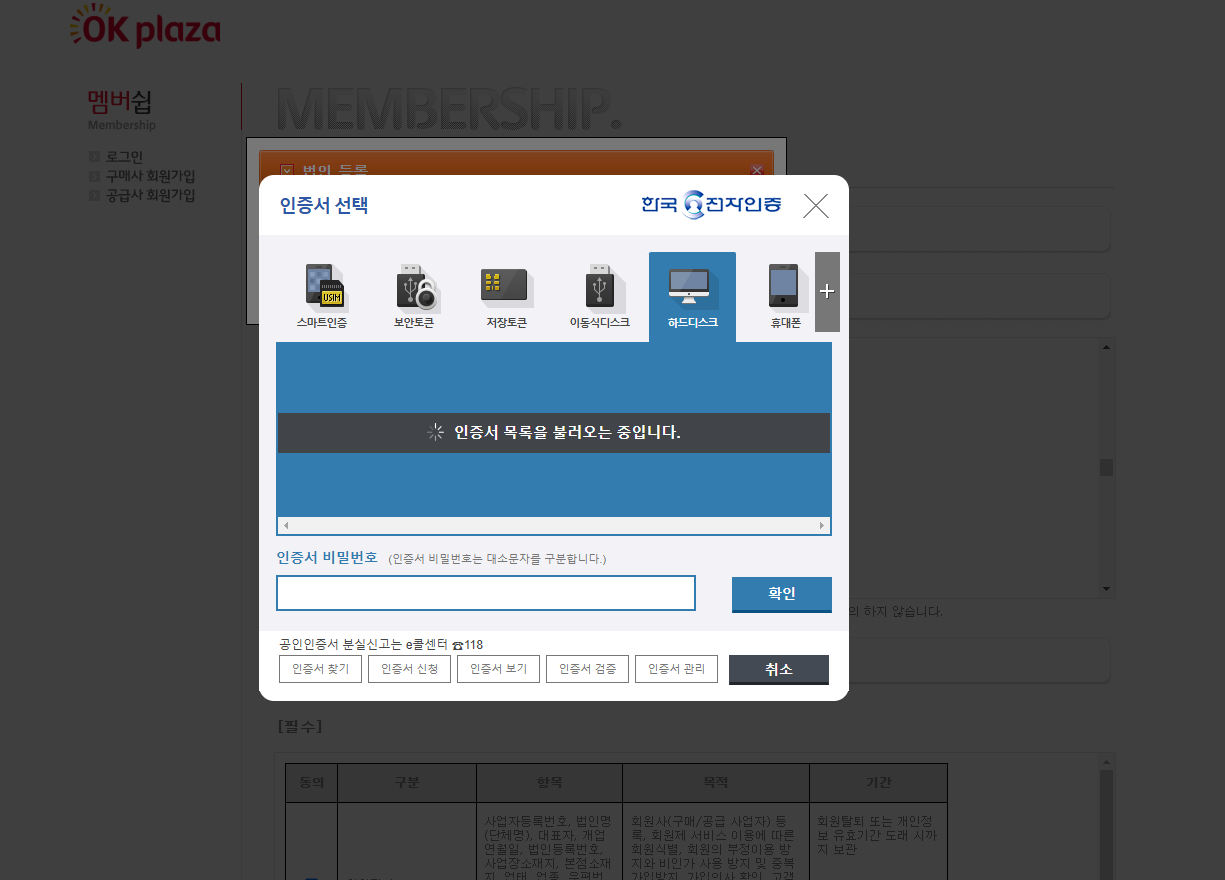 OK plaza
멤버쉽
Membership
로그인
구매사 회원가입
공급사 회원가입
MEMBERSHIP.
법인 등록
인증서 선택
한국 전자인증
USIM
스마트인증
보안토큰
저장토큰
이동식디스크
하드디스크
휴대폰
+
인증서 목록을 불러오는 중입니다.
인증서 비밀번호 (인증서 비밀번호는 대소문자를 구분합니다.)
확인
의 하지 않습니다.
공인인증서 분실신고는 e콜센터 ☎118
인증서 찾기
인증서 신청
인증서 보기
인증서 검증
인증서 관리
취소
[필수]
동의 구분 항목 목적 기간
사업자등록번호, 법인명
(단체명), 대표자, 개업
연월일, 법인등록번호,
사업장소재지, 본점소재
회원사(구매/공급 사업자) 등
록, 회원제 서비스 이용에 따른
회원식별, 회원의 부정이용 방
지와 비인가 사용 방지 및 중복
회원탈퇴 또는 개인정
보 유효기간 도래 시까
지 보관